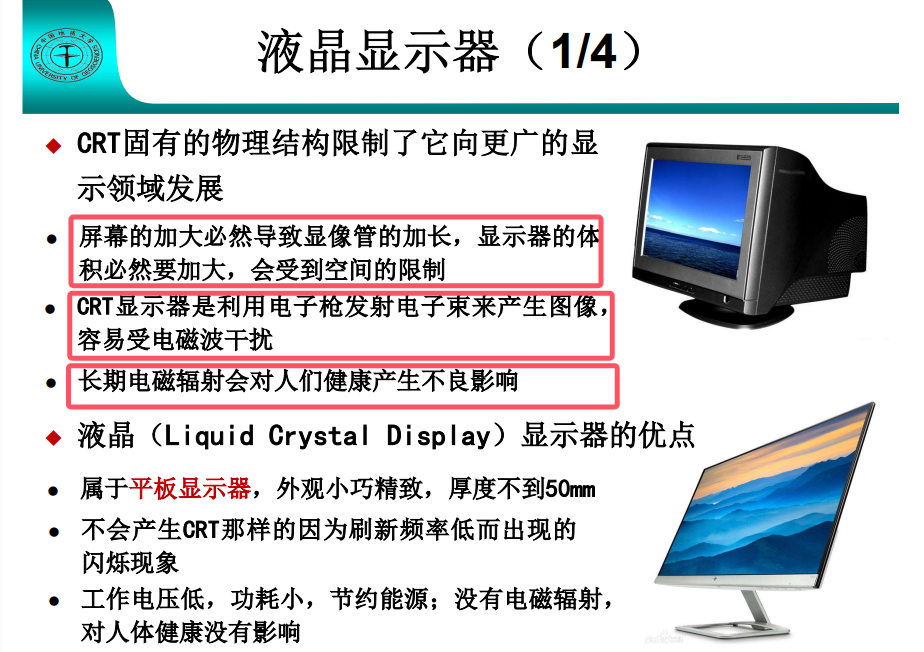 中国地质大学
CHINA UNIVERSITY OF GEOSCIENCES
液晶显示器（1/4）
CRT固有的物理结构限制了它向更广的显
示领域发展
屏幕的加大必然导致显像管的加长，显示器的体
积必然要加大，会受到空间的限制
CRT显示器是利用电子枪发射电子束来产生图像，
容易受电磁波干扰
长期电磁辐射会对人们健康产生不良影响
液晶（Liquid Crystal Display）显示器的优点
属于平板显示器，外观小巧精致，厚度不到50mm
不会产生CRT那样的因为刷新频率低而出现的
闪烁现象
工作电压低，功耗小，节约能源；没有电磁辐射，
对人体健康没有影响